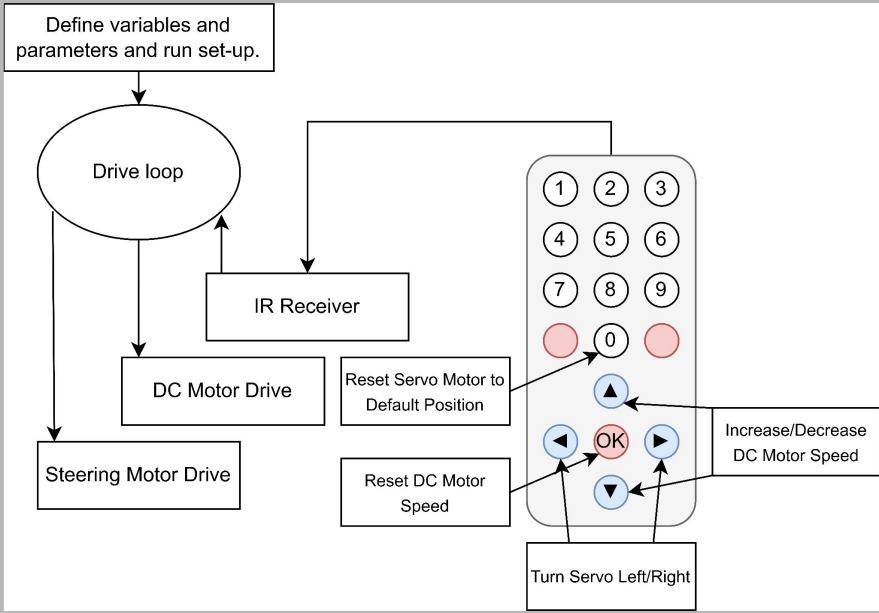 Define variables and
parameters and run set-up.
Drive loop
IR Receiver
DC Motor Drive
Steering Motor Drive
1 2 3
4 5 6
7 8 9
0
OK
Reset Servo Motor to
Default Position
Reset DC Motor
Speed
Increase/Decrease
DC Motor Speed
Turn Servo Left/Right